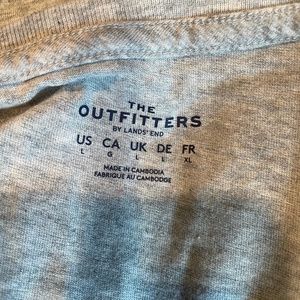 THE
OUTFITTERS
BY LANDS' END
US CA UK DE FR
L G L L XL
MADE IN CAMBODIA
FABRIQUÉ AU CAMBODGE